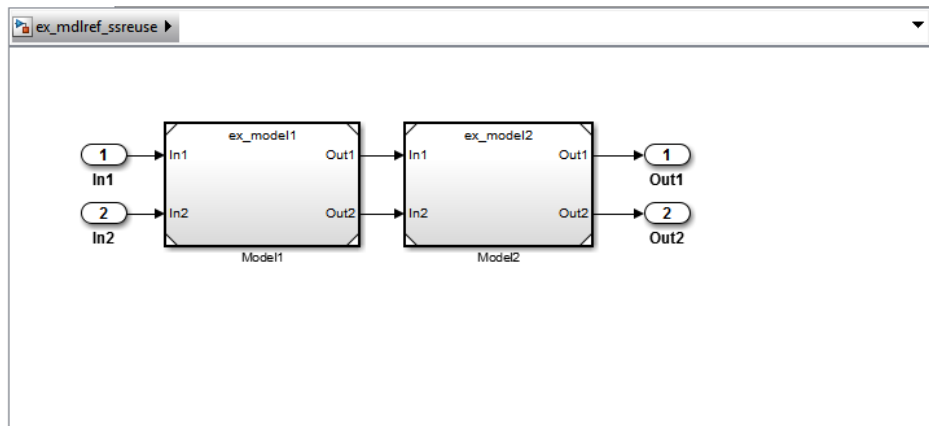 ex_mdlref_ssreuse
ex_model1 ex_model2
1 In1 Out1 In1 Out1 1
In1 Out1
2 In2 Out2 In2 Out2 2
In2 Out2
Model1 Model2